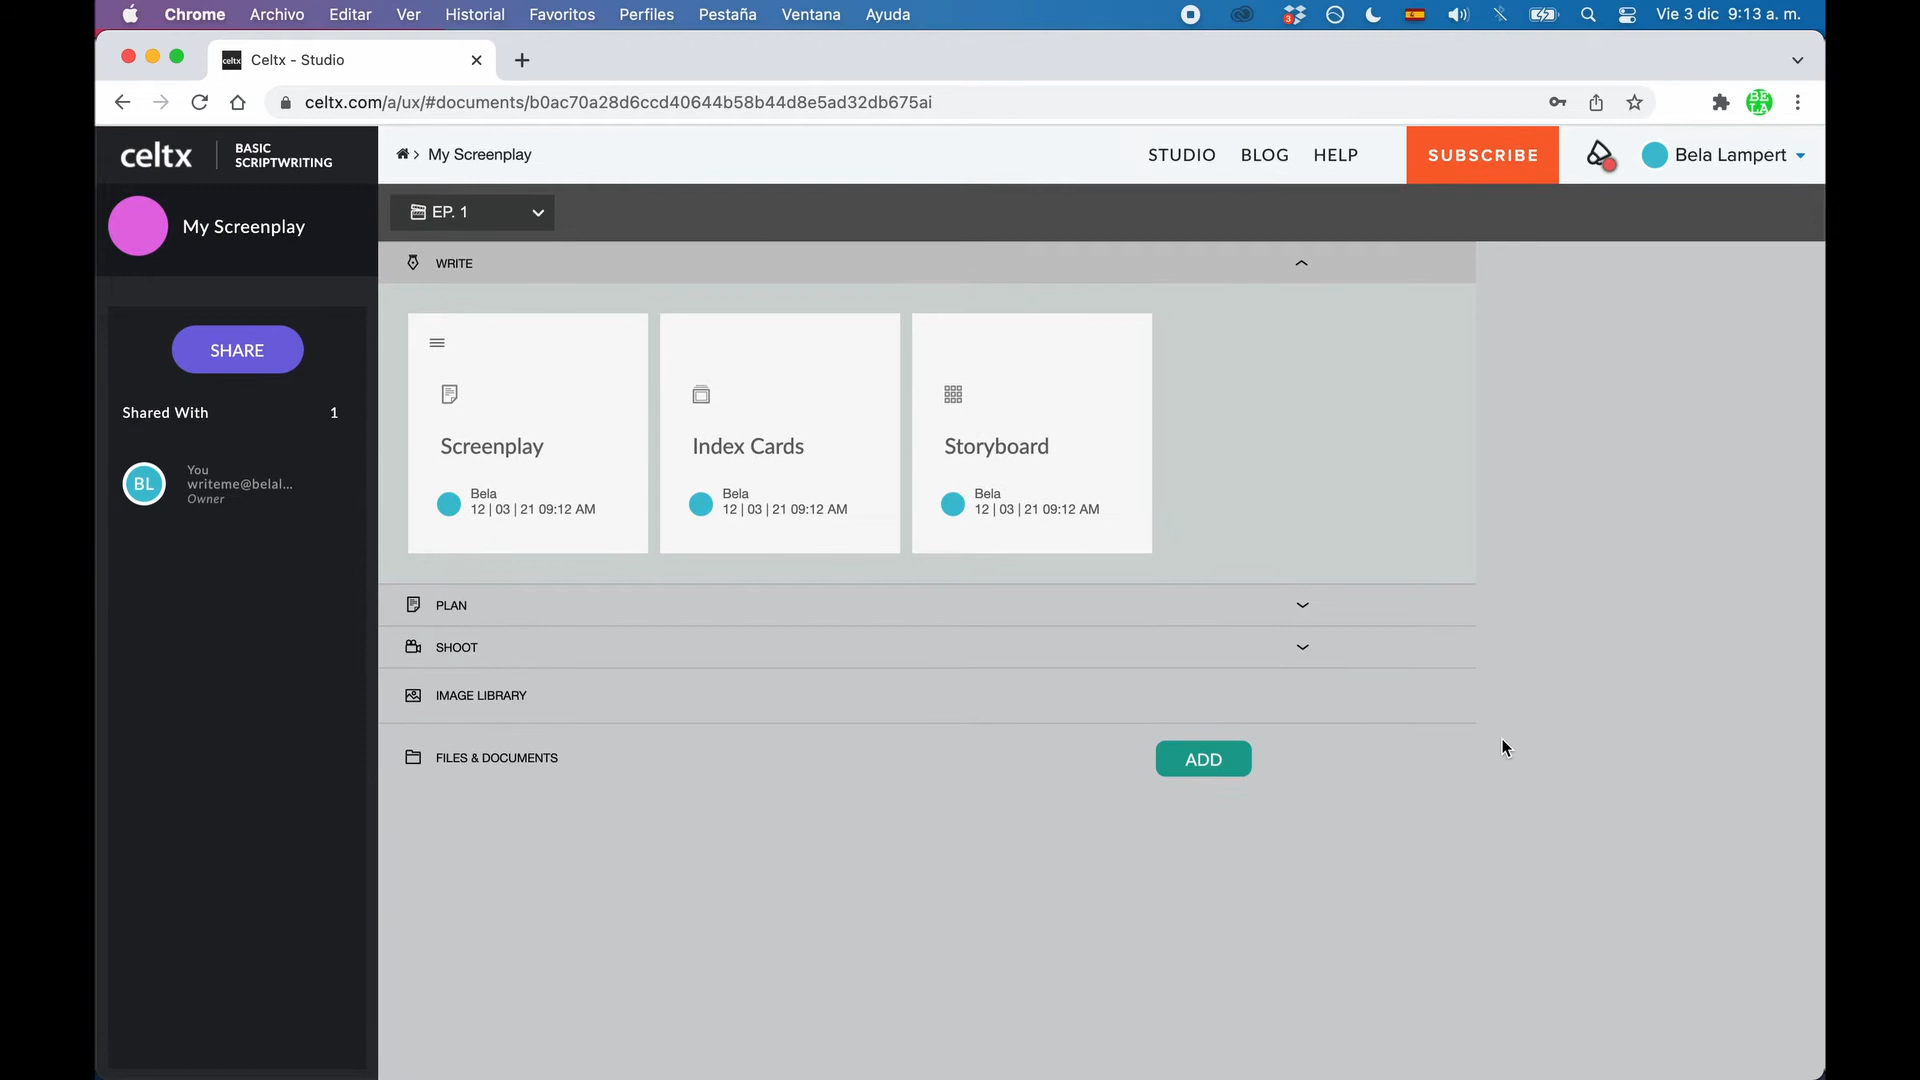 Chrome Archivo Editar Ver Historial Favoritos Perfiles Pestaña Ventana Ayuda
3
Vie 3 dic 9:13 a. m.
celtx Celtx - Studio
celtx.com/a/ux/#documents/b0ac70a28d6ccd40644b58b44d8e5ad32db675ai
BE LA
celtx
BASIC
SCRIPTWRITING
My Screenplay
STUDIO BLOG HELP
SUBSCRIBE
Bela Lampert
My Screenplay
EP. 1
WRITE
SHARE
Shared With 1
BL
You
writeme@belal...
Owner
Screenplay
Bela
12 | 03 | 21 09:12 AM
Index Cards
Bela
12 | 03 | 21 09:12 AM
Storyboard
Bela
12 | 03 | 21 09:12 AM
PLAN
SHOOT
IMAGE LIBRARY
FILES & DOCUMENTS
ADD